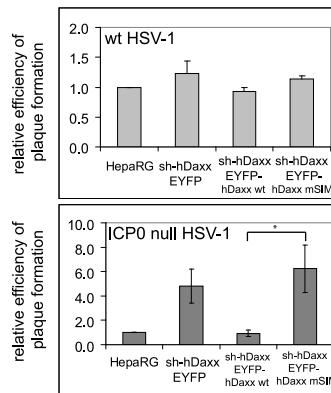 relative efficiency of
plaque formation
2.0
1.5
1.0
0.5
0.0
wt HSV-1
HepaRG
sh-hDaxx
EYFP
sh-hDaxx
EYFP-
hDaxx wt
sh-hDaxx
EYFP-
hDaxx mSIM
relative efficiency of
plaque formation
10.0
8.0
6.0
4.0
2.0
0.0
ICP0 null HSV-1
*
HepaRG
sh-hDaxx
EYFP
sh-hDaxx
EYFP-
hDaxx wt
sh-hDaxx
EYFP-
hDaxx mSIM